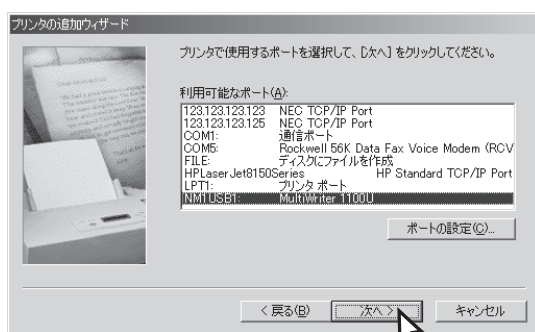 プリンタの追加ウィザード
プリンタで使用するポートを選択して、[次へ] をクリックしてください。
利用可能なポート(A):
123.123.123.123 NEC TCP/IP Port
123.123.123.125 NEC TCP/IP Port
COM1: 通信ポート
COM5: Rockwell 56K Data Fax Voice Modem (RCV
FILE: ディスクにファイルを作成
HPLaserJet8150Series HP Standard TCP/IP Port
LPT1: プリンタ ポート
NM1USB1: MultiWriter 1100U
ポートの設定(C)...
< 戻る(B) 次へ > キャンセル